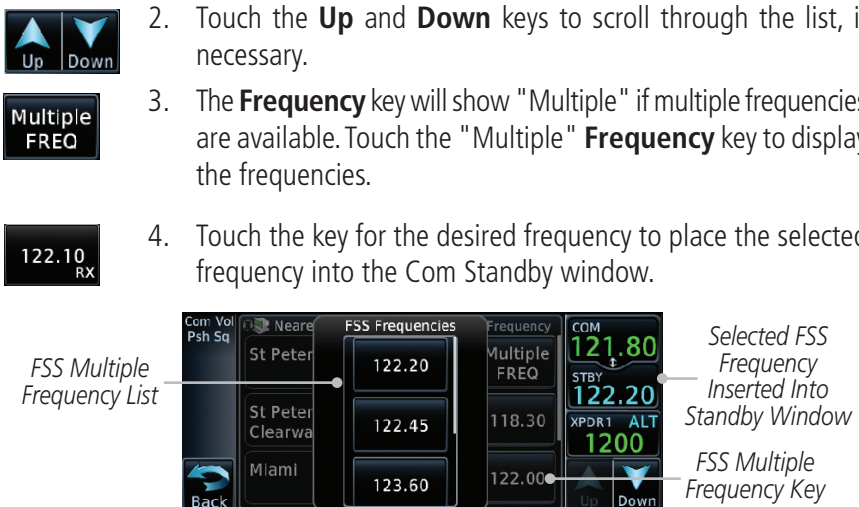 Up Down
2. Touch the Up and Down keys to scroll through the list, i
necessary.
Multiple
FREQ
3. The Frequency key will show "Multiple" if multiple frequencies
are available. Touch the "Multiple" Frequency key to display
the frequencies.
122.10
RX
4. Touch the key for the desired frequency to place the selected
frequency into the Com Standby window.
FSS Multiple
Frequency List
Com Vol
Psh Sq
Neare
FSS Frequencies
Frequency
St Peter
122.20
Multiple
FREQ
St Peter
Clearwa
122.45
118.30
Miami
123.60
122.00
Back
COM
121.80
STBY
122.20
XPDR1 ALT
1200
Up Down
Selected FSS
Frequency
Inserted Into
Standby Window
FSS Multiple
Frequency Key